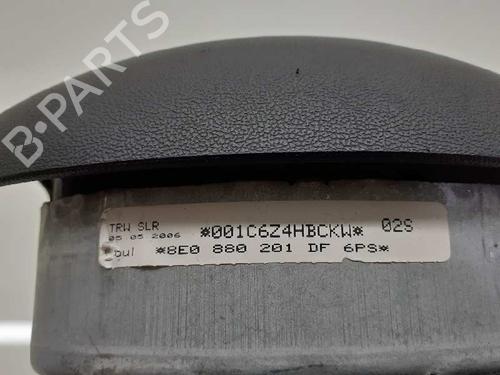 B-PARTS
TRW SLR *001C6Z4HBCKW* 02S
05 05 2006
*8E0 880 201 DF 6PS*